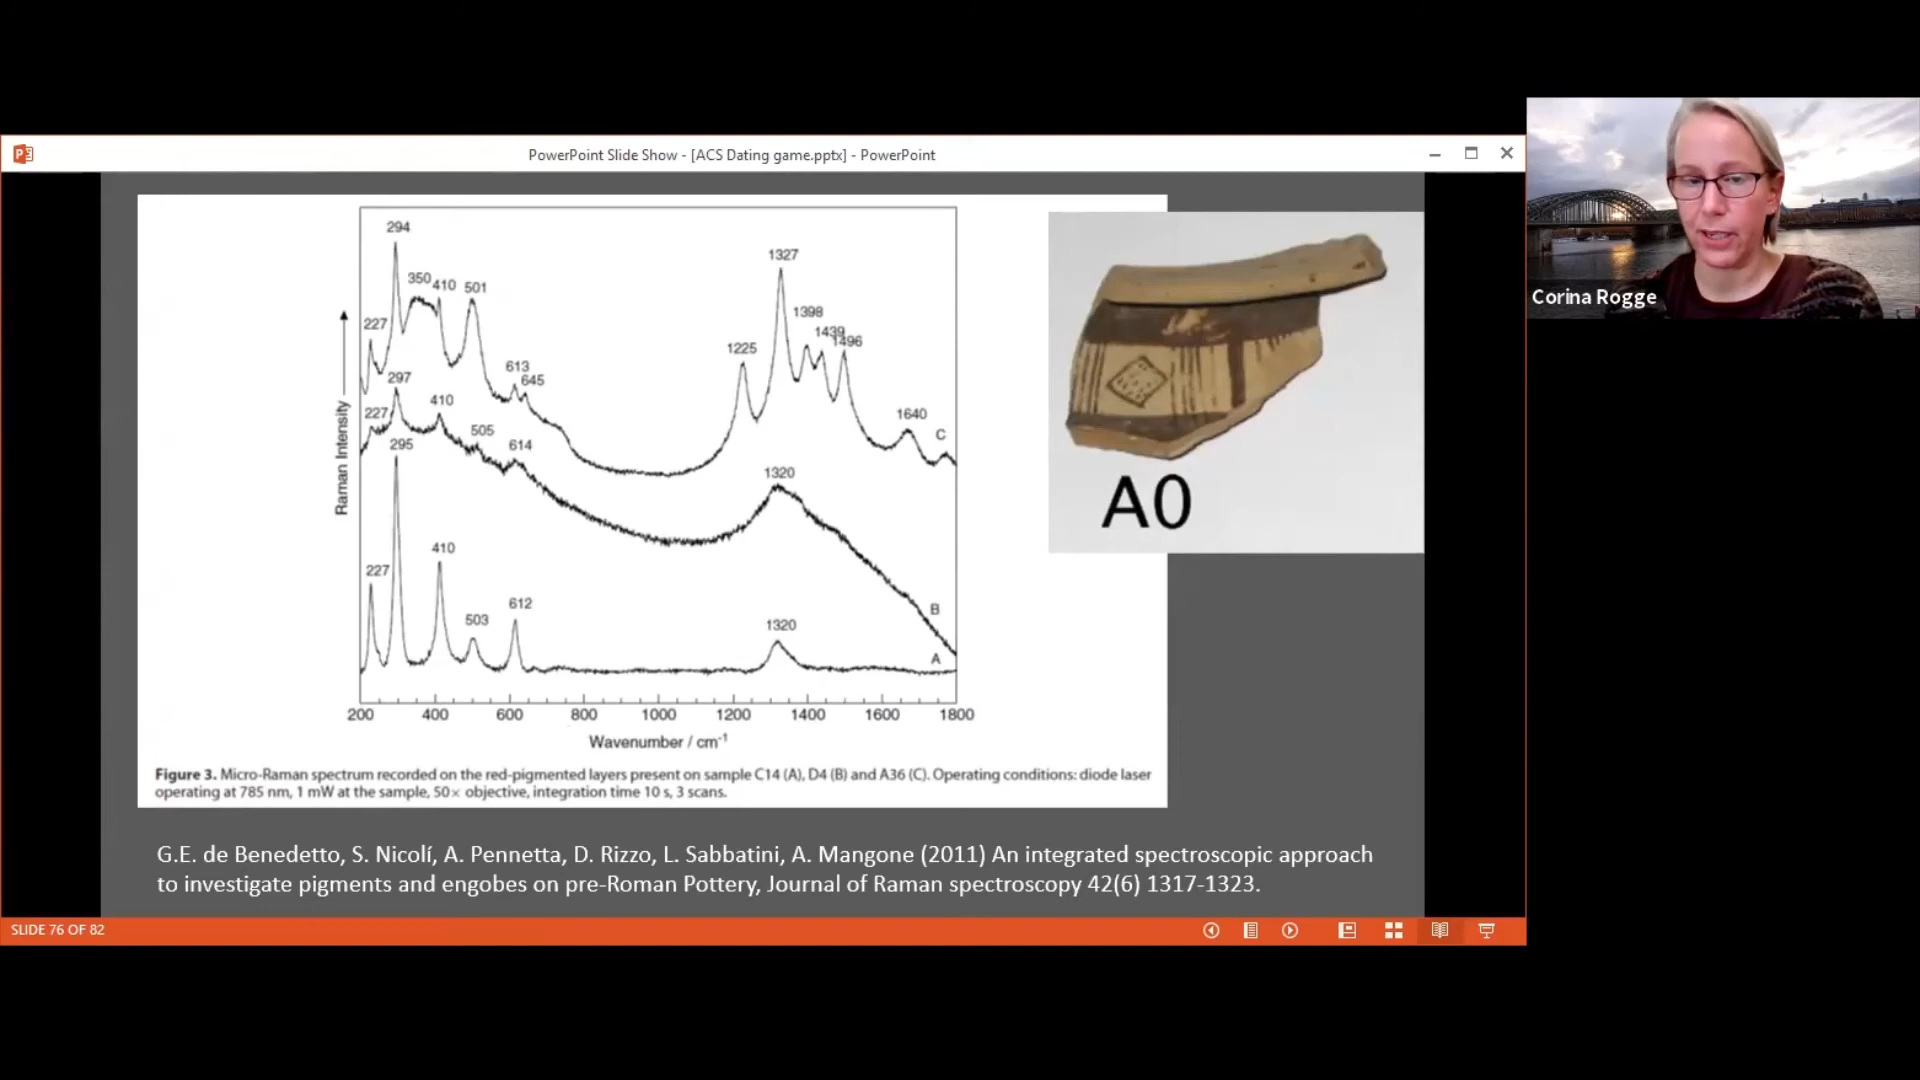 PowerPoint Slide Show - [ACS Dating game.pptx] - PowerPoint
294
350
410
501
227
613
645
1225
1327
1398
1439
1496
1640
C
297
227
410
505
614
1320
B
295
227
410
503
612
1320
A
Raman Intensity
200 400 600 800 1000 1200 1400 1600 1800
Wavenumber / cm-1
A0
Figure 3. Micro-Raman spectrum recorded on the red-pigmented layers present on sample C14 (A), D4 (B) and A36 (C). Operating conditions: diode laser
operating at 785 nm, 1 mW at the sample, 50× objective, integration time 10 s, 3 scans.
G.E. de Benedetto, S. Nicolí, A. Pennetta, D. Rizzo, L. Sabbatini, A. Mangone (2011) An integrated spectroscopic approach
to investigate pigments and engobes on pre-Roman Pottery, Journal of Raman spectroscopy 42(6) 1317-1323.
SLIDE 76 OF 82
Corina Rogge